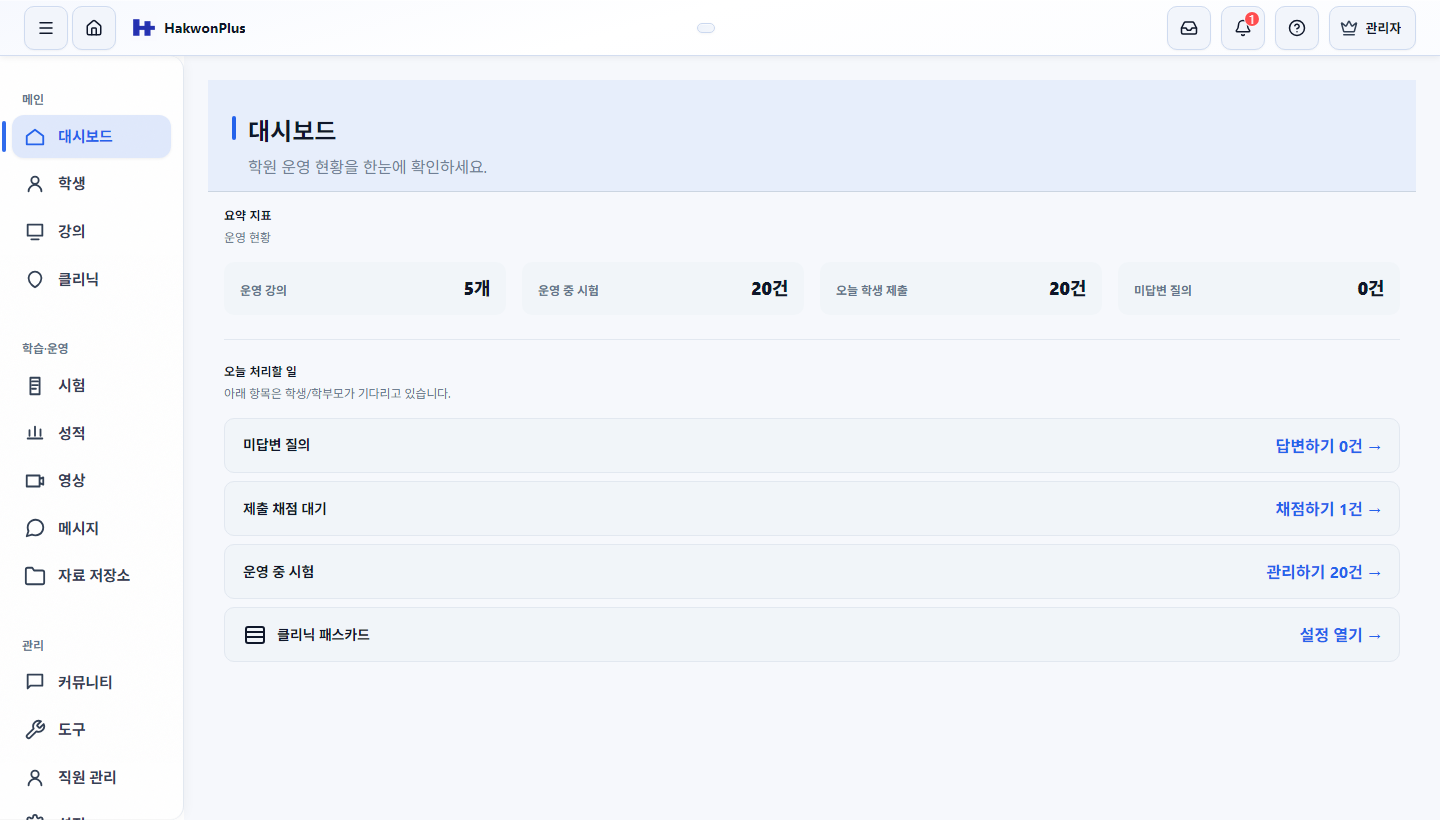 HakwonPlus
1
관리자
메인
대시보드
학생
강의
클리닉
학습·운영
시험
성적
영상
메시지
자료 저장소
관리
커뮤니티
도구
직원 관리
대시보드
학원 운영 현황을 한눈에 확인하세요.
요약 지표
운영 현황
운영 강의 5개
운영 중 시험 20건
오늘 학생 제출 20건
미답변 질의 0건
오늘 처리할 일
아래 항목은 학생/학부모가 기다리고 있습니다.
미답변 질의 답변하기 0건 →
제출 채점 대기 채점하기 1건 →
운영 중 시험 관리하기 20건 →
클리닉 패스카드 설정 열기 →